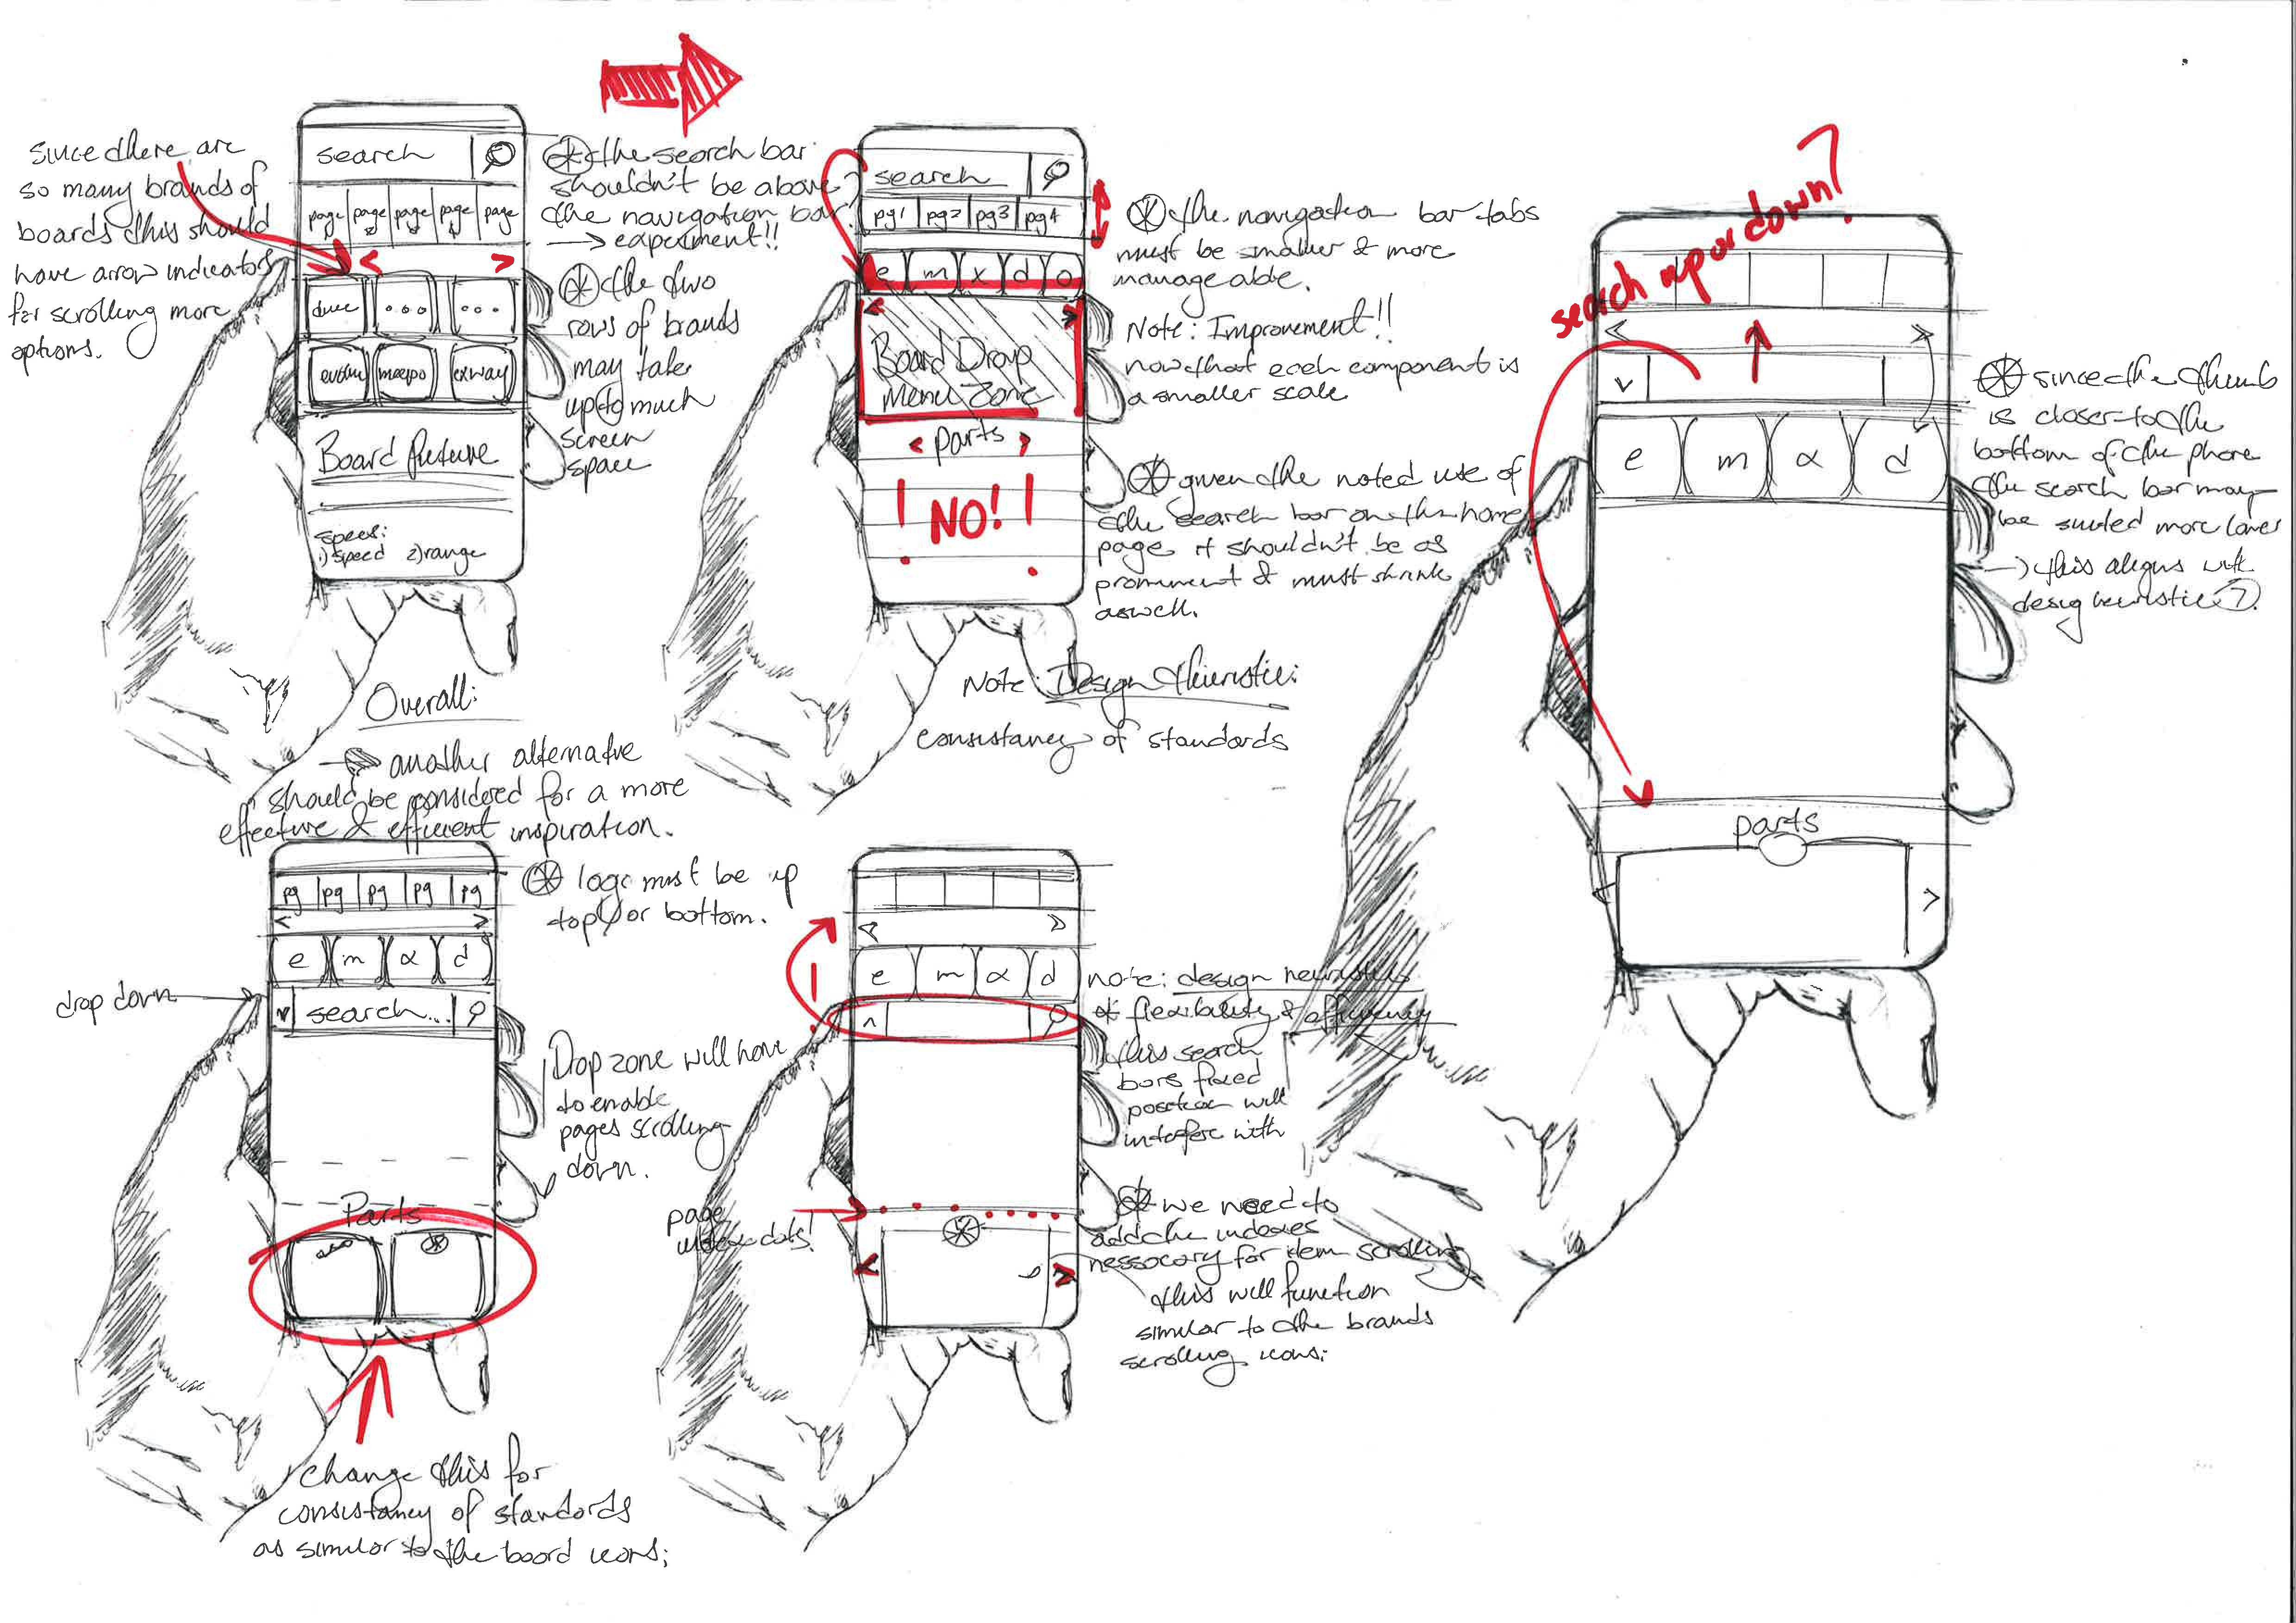 Since there are
so many brands of
boards this should
have arrow indicators
for scrolling more
options.
search
page page page page page
< >
duee ... ...
evolve meepo exway
Board Picture
specs:
1) speed 2) range
the search bar
shouldn't be above
the navigation bar?
→ experiment!!
the two
rows of brands
may take
up to much
screen
space
Overall:
→ another alternative
should be considered for a more
effective & efficient inspiration.
search
pg1 pg2 pg3 pg4
e m x d o
Board Drop
Menu Zone
< parts >
! NO! !
the navigation bar tabs
must be smaller & more
manageable.
Note: Improvement!!
now that each component is
a smaller scale
given the noted use of
the search bar on the home
page it shouldn't be as
prominent & must shrink
aswell.
Note: Design Heuristic:
consistancy of standards
search up or down?
< >
v
e m x d
parts
< >
since the thumb
is closer to the
bottom of the phone
the search bar may
be suited more lower
→ this aligns with
design heuristic 7.
pg pg pg pg pg
< >
e m x d
drop down
v search...
Parts
logo must be up
top or bottom.
Drop zone will have
to enable
pages scrolling
down.
change this for
consistancy of standards
as similar to the board icons;
< >
e m x d
^
!
note: design heuristics
* flexibility & efficiency
this search
bars fixed
position will
interfere with
page
index dots!
< >
we need to
add the indexes
nessocary for item scrolling
this will function
similar to the brands
scrolling icons;